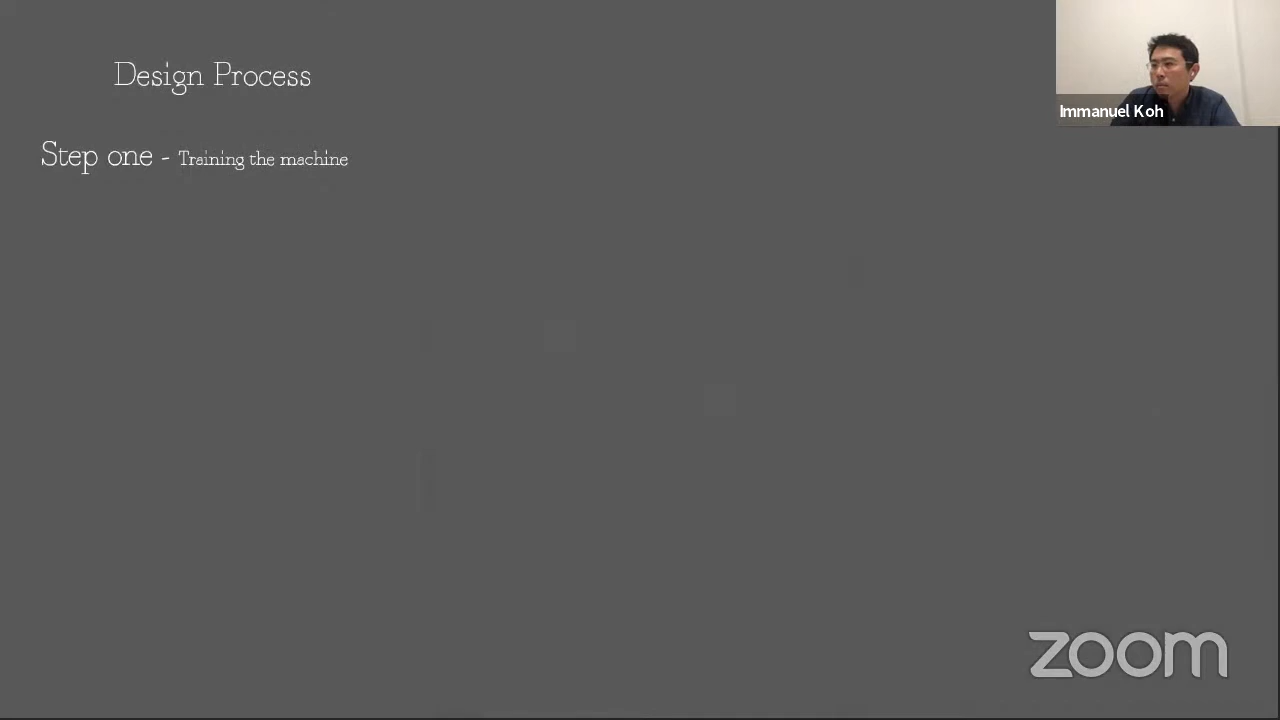 Design Process
Immanuel Koh
Step one - Training the machine
zoom